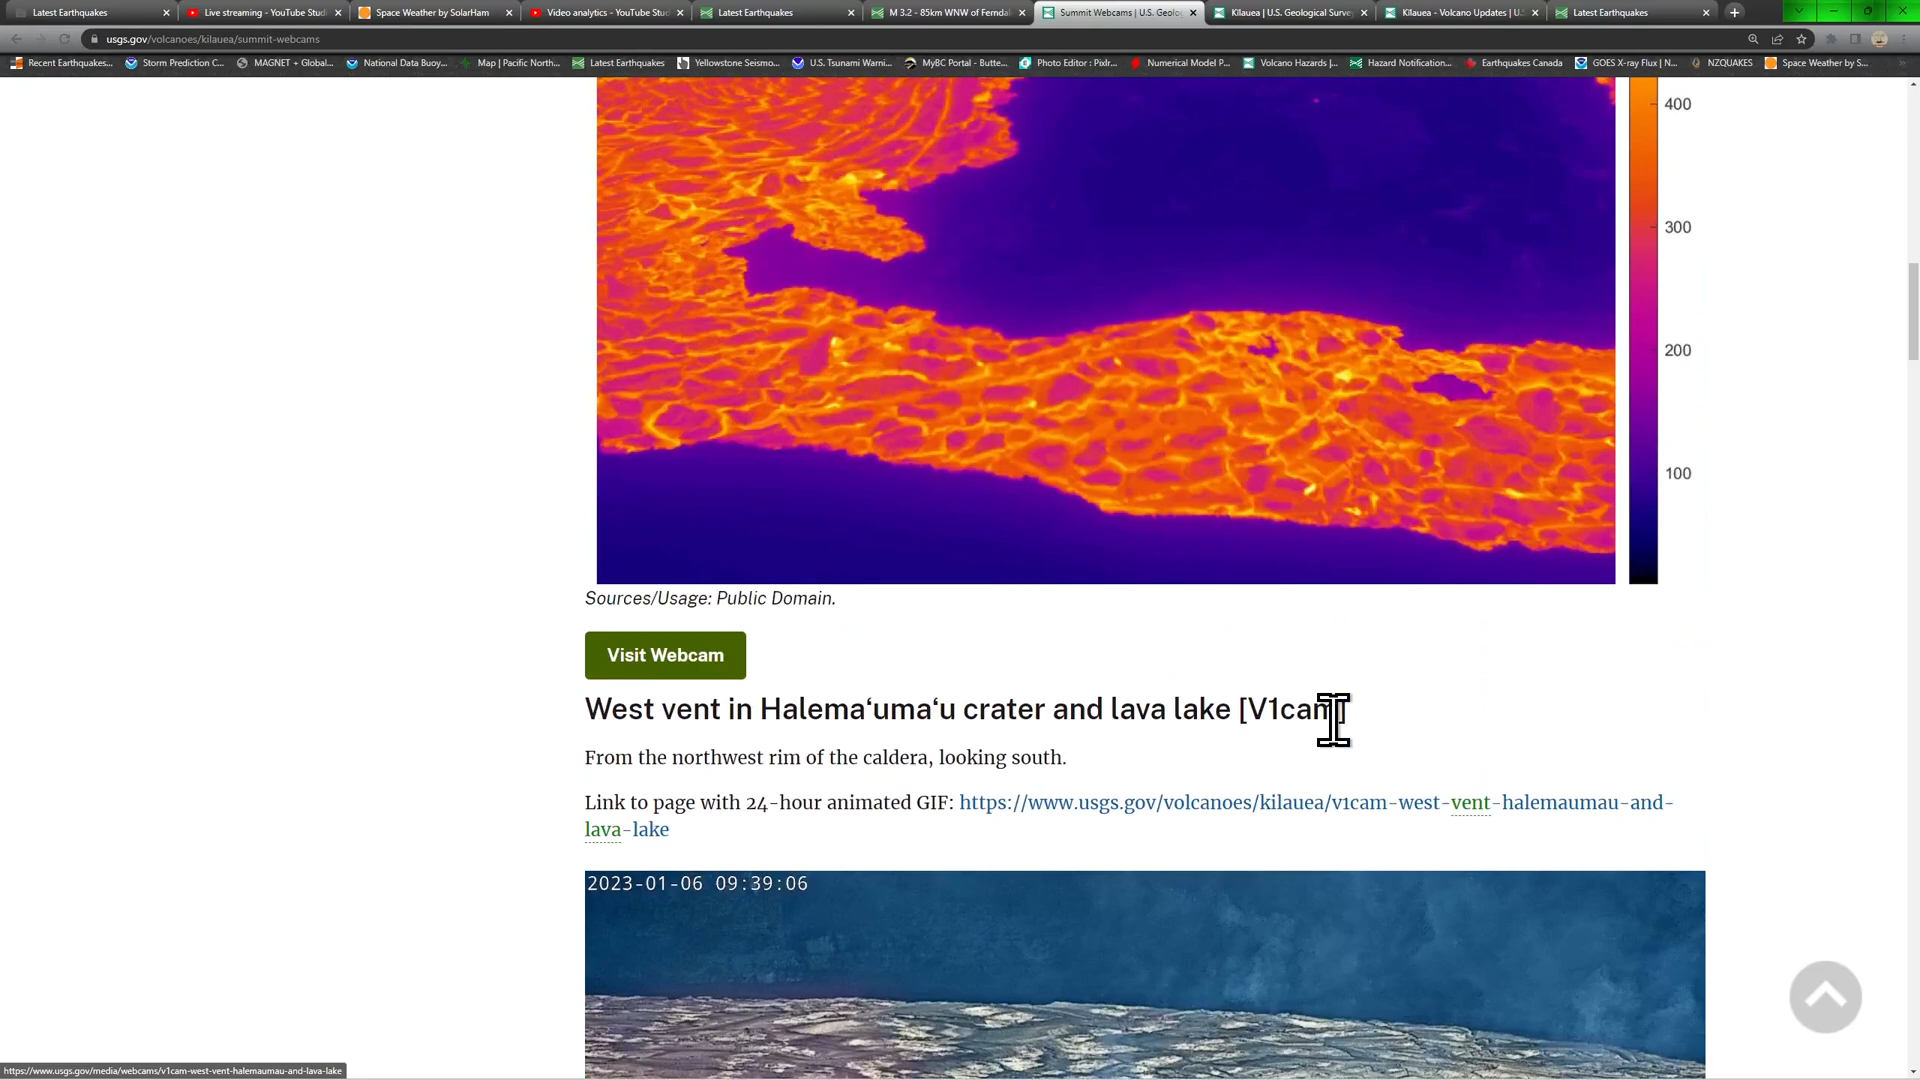 Latest Earthquakes
Live streaming - YouTube Stud
Space Weather by SolarHam
Video analytics - YouTube Stud
Latest Earthquakes
M 3.2 - 85km WNW of Ferndal
Summit Webcams | U.S. Geolo
Kilauea | U.S. Geological Surve
Kilauea - Volcano Updates | U.S
Latest Earthquakes
usgs.gov/volcanoes/kilauea/summit-webcams
Recent Earthquakes...
Storm Prediction C...
MAGNET + Global...
National Data Buoy...
Map | Pacific North...
Latest Earthquakes
Yellowstone Seismo...
U.S. Tsunami Warni...
MyBC Portal - Butte...
Photo Editor : Pixlr...
Numerical Model P...
Volcano Hazards |...
Hazard Notification...
Earthquakes Canada
GOES X-ray Flux | N...
NZQUAKES
Space Weather by S...
400
300
200
100
Sources/Usage: Public Domain.
Visit Webcam
West vent in Halemaʻumaʻu crater and lava lake [V1cam]
From the northwest rim of the caldera, looking south.
Link to page with 24-hour animated GIF: https://www.usgs.gov/volcanoes/kilauea/v1cam-west-vent-halemaumau-and-
lava-lake
2023-01-06 09:39:06
https://www.usgs.gov/media/webcams/v1cam-west-vent-halemaumau-and-lava-lake